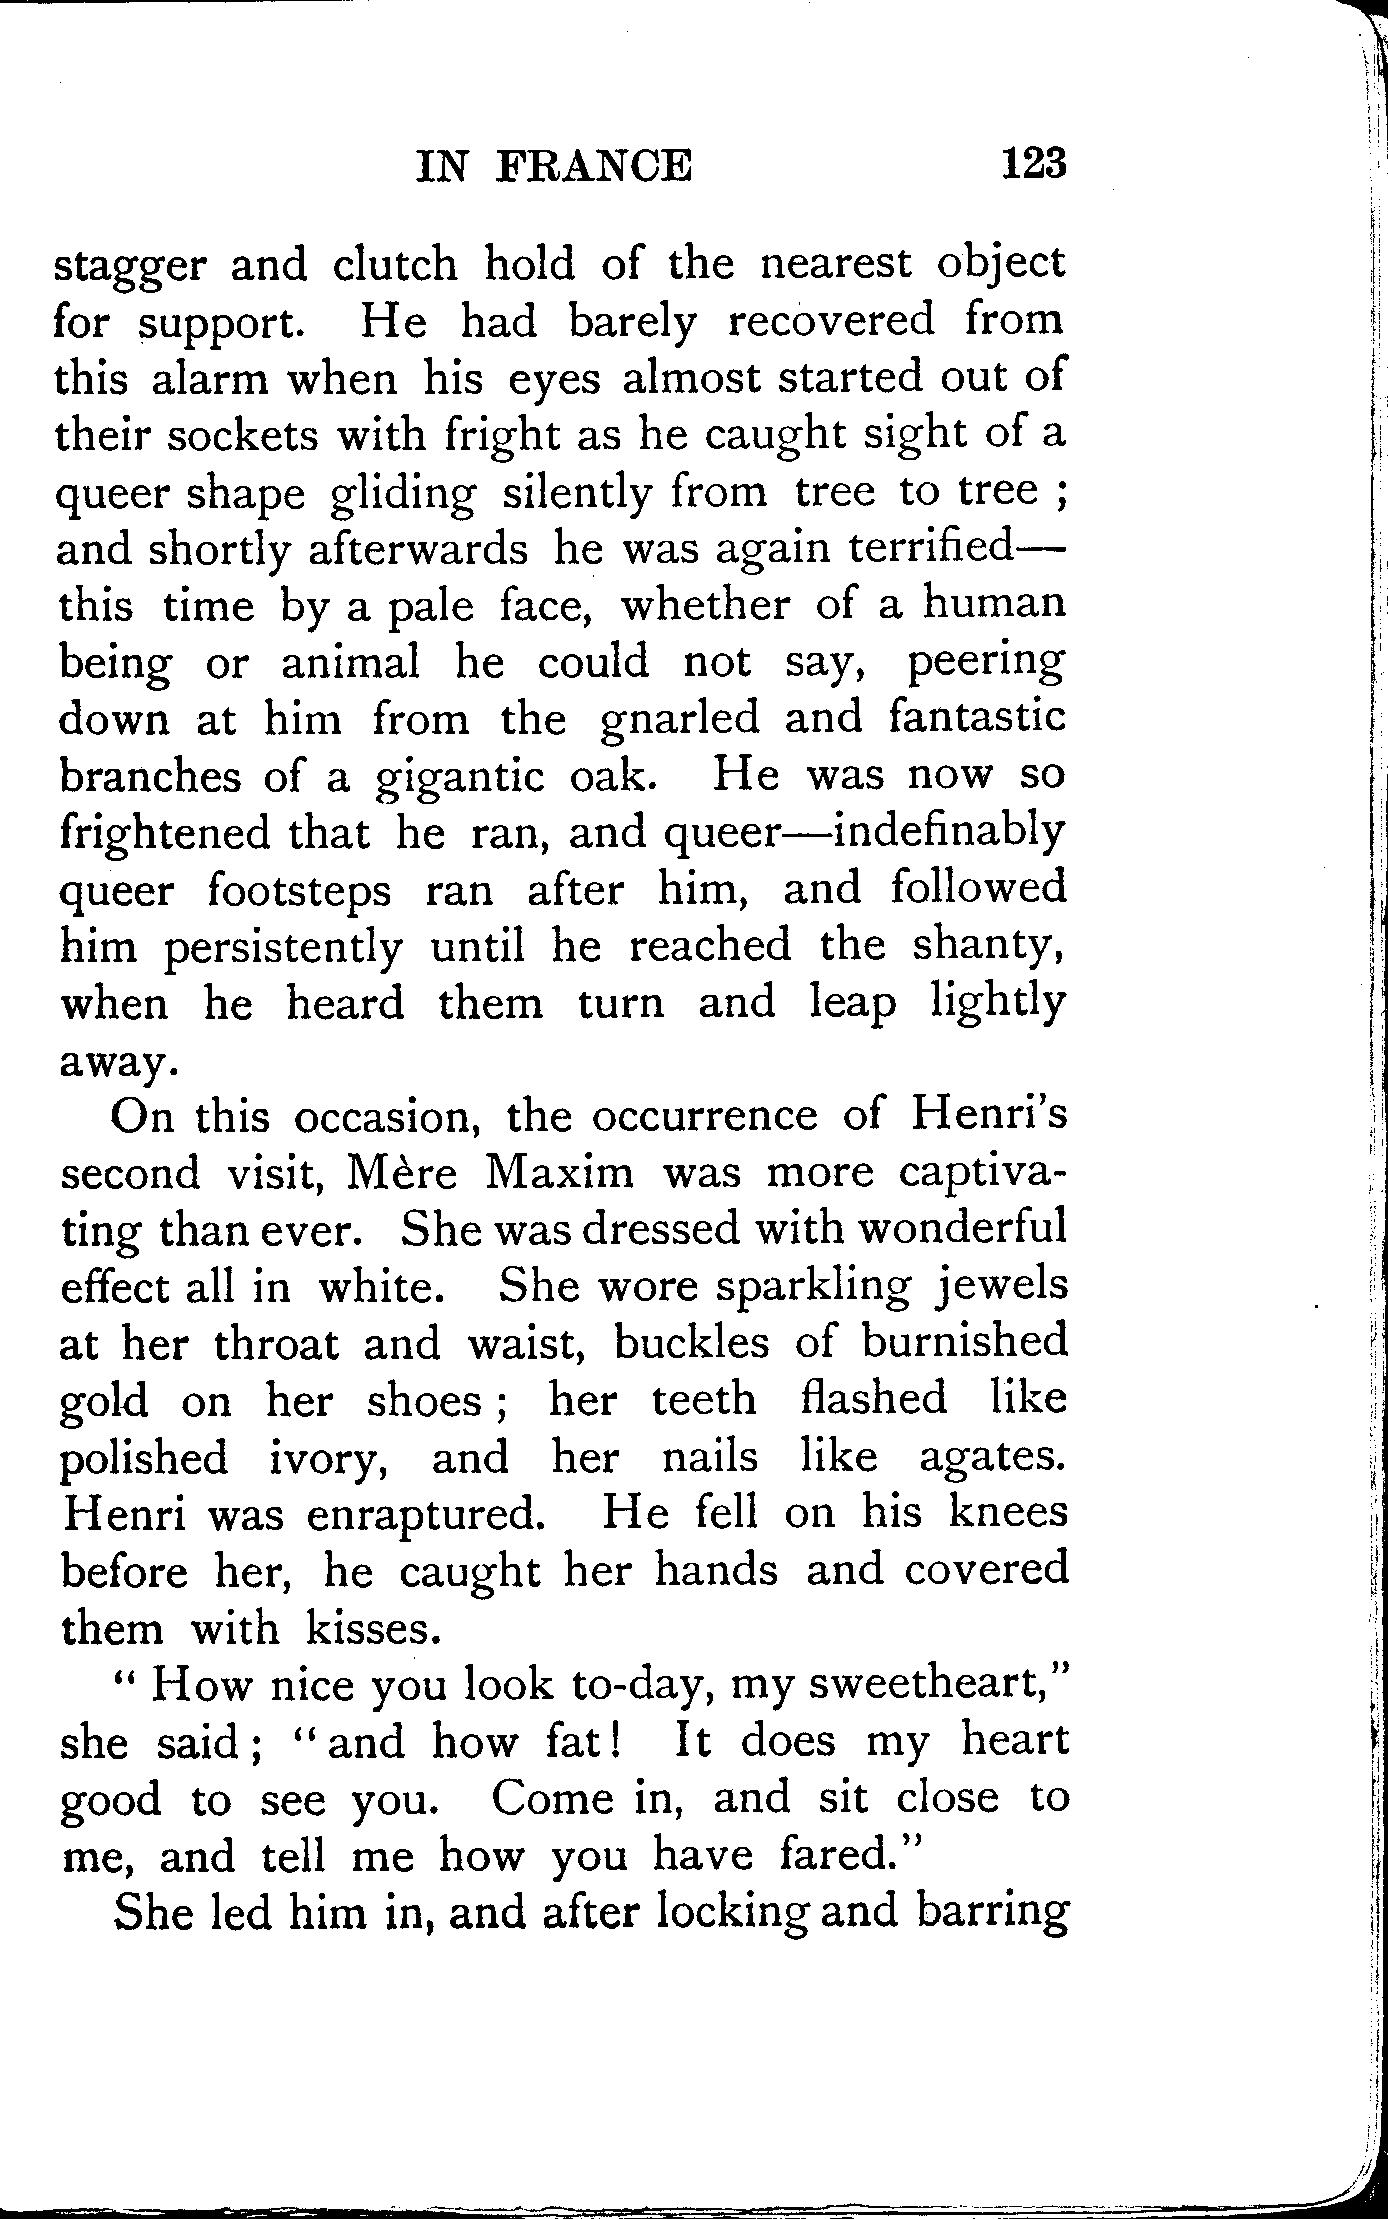 IN FRANCE 123
stagger and clutch hold of the nearest object
for support. He had barely recovered from
this alarm when his eyes almost started out of
their sockets with fright as he caught sight of a
queer shape gliding silently from tree to tree ;
and shortly afterwards he was again terrified—
this time by a pale face, whether of a human
being or animal he could not say, peering
down at him from the gnarled and fantastic
branches of a gigantic oak. He was now so
frightened that he ran, and queer—indefinably
queer footsteps ran after him, and followed
him persistently until he reached the shanty,
when he heard them turn and leap lightly
away.
On this occasion, the occurrence of Henri's
second visit, Mère Maxim was more captiva-
ting than ever. She was dressed with wonderful
effect all in white. She wore sparkling jewels
at her throat and waist, buckles of burnished
gold on her shoes ; her teeth flashed like
polished ivory, and her nails like agates.
Henri was enraptured. He fell on his knees
before her, he caught her hands and covered
them with kisses.
" How nice you look to-day, my sweetheart,"
she said ; " and how fat ! It does my heart
good to see you. Come in, and sit close to
me, and tell me how you have fared."
She led him in, and after locking and barring